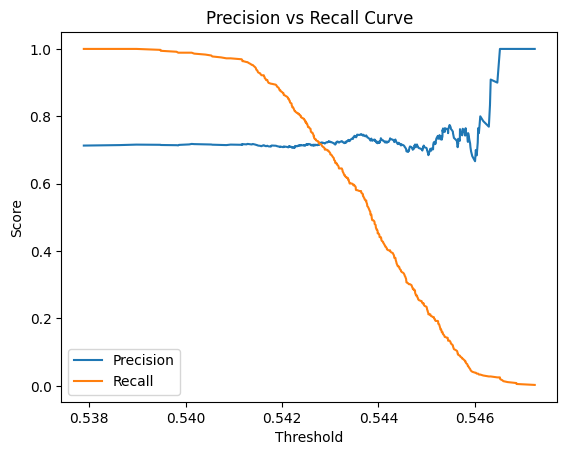 Precision vs Recall Curve
1.0
0.8
0.6
0.4
0.2
0.0
Score
Precision
Recall
0.538
0.540
0.542
0.544
0.546
Threshold